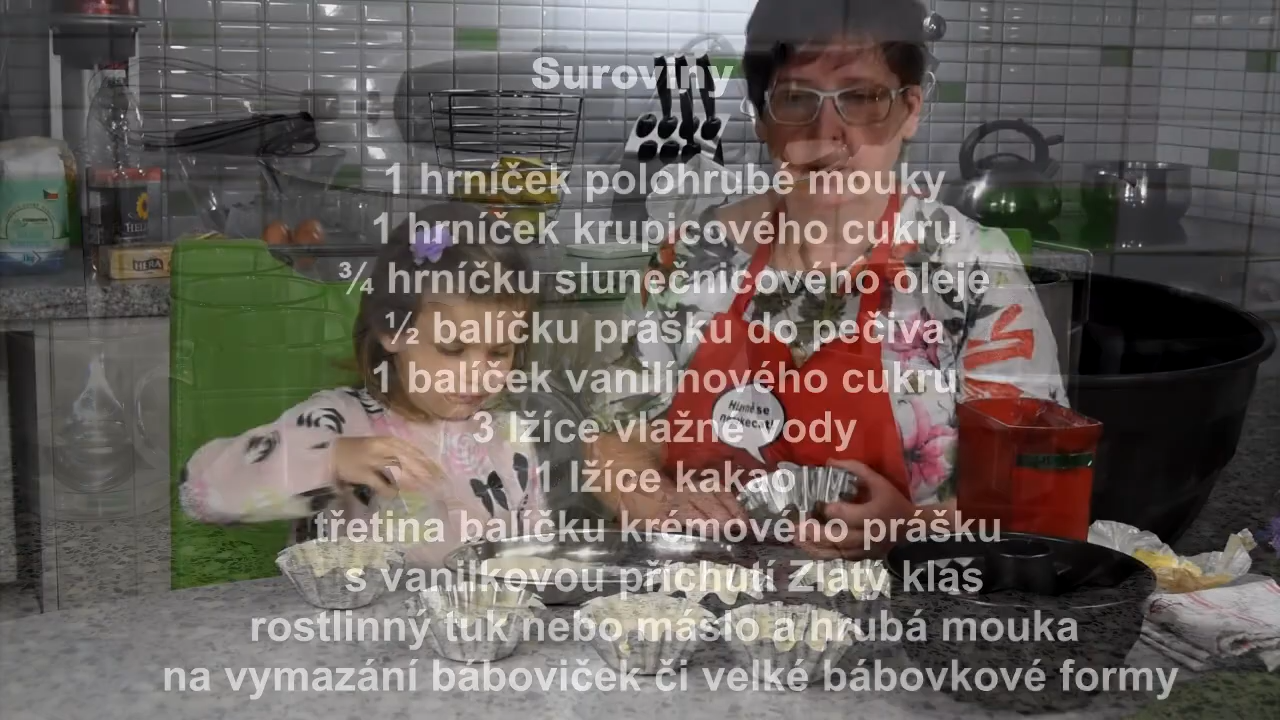 Suroviny
1 hrníček polohrubé mouky
1 hrníček krupicového cukru
¾ hrníčku slunečnicového oleje
½ balíčku prášku do pečiva
1 balíček vanilínového cukru
3 lžíce vlažné vody
1 lžíce kakao
třetina balíčku krémového prášku
s vanilkovou příchutí Zlatý klas
rostlinný tuk nebo máslo a hrubá mouka
na vymazání báboviček či velké bábovkové formy
HERA